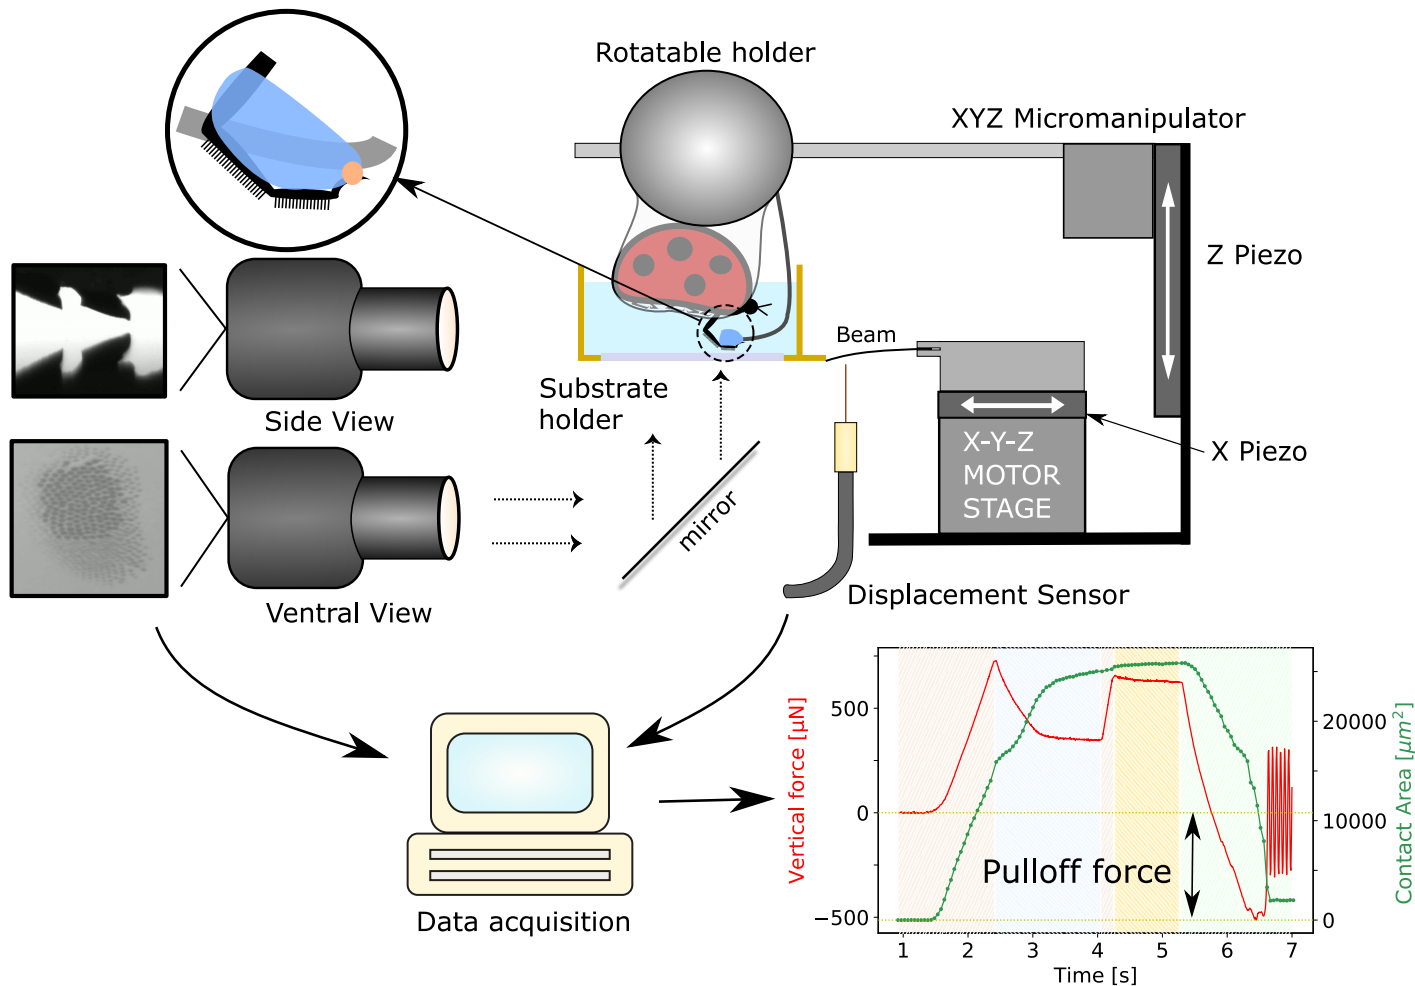 Rotatable holder
XYZ Micromanipulator
Z Piezo
Beam
Side View
Substrate
holder
X-Y-Z
MOTOR
STAGE
X Piezo
mirror
Ventral View
Displacement Sensor
Data acquisition
Vertical force [µN]
500
0
−500
Pulloff force
20000
10000
0
Contact Area [µm²]
1 2 3 4 5 6 7
Time [s]